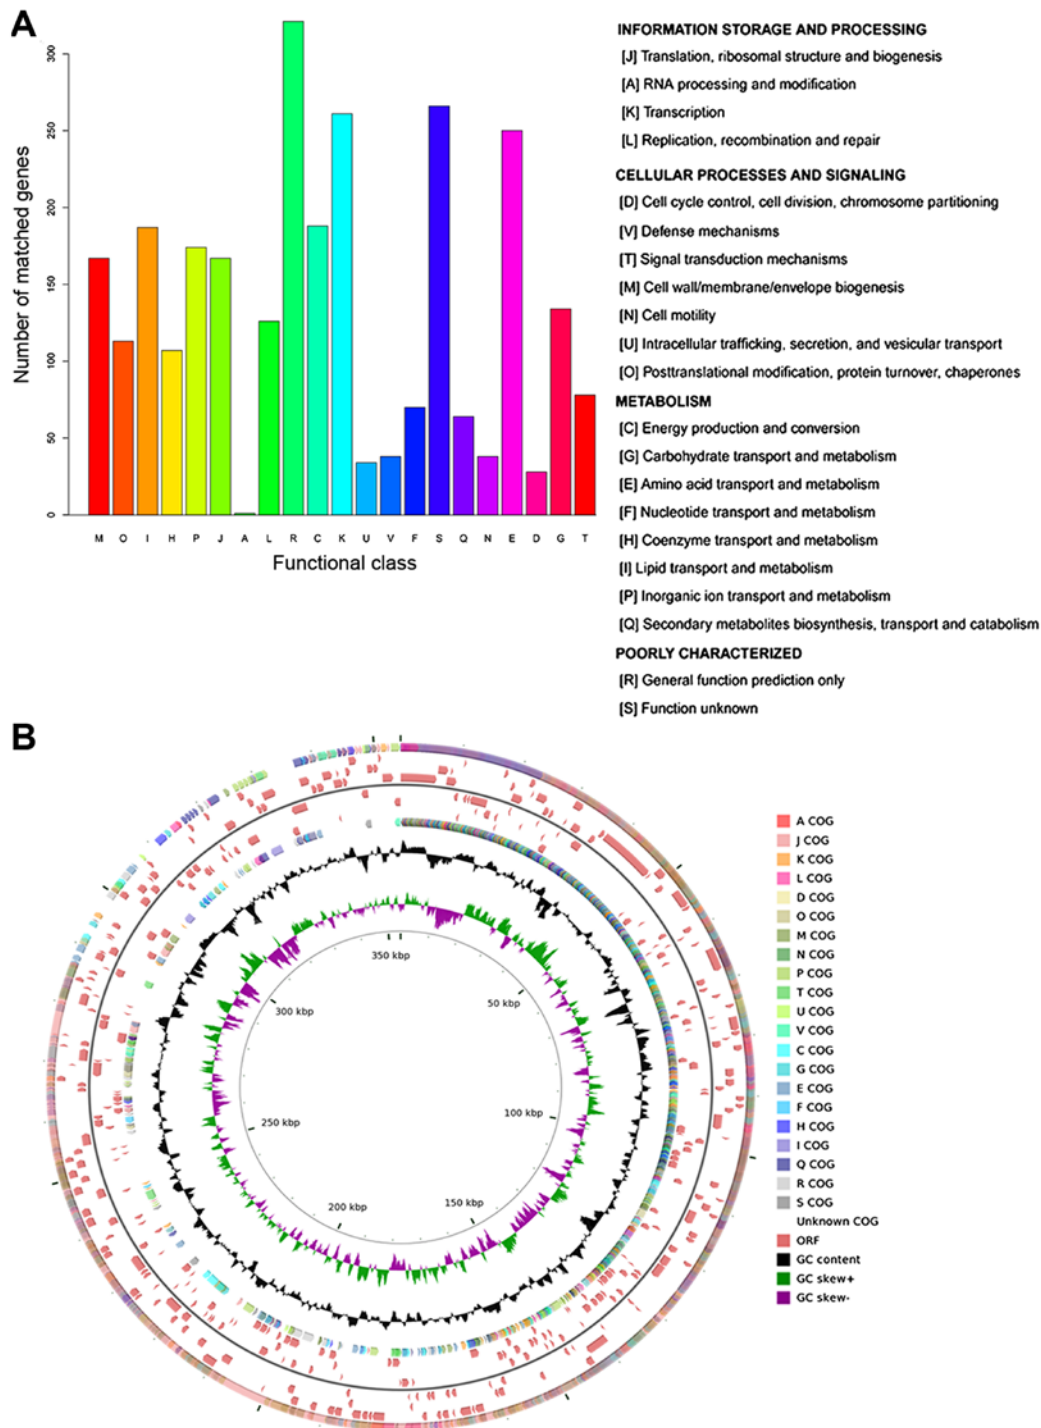 A
300
250
200
150
100
50
0
Number of matched genes
M O I H P J A L R C K U V F S Q N E D G T
Functional class
INFORMATION STORAGE AND PROCESSING
[J] Translation, ribosomal structure and biogenesis
[A] RNA processing and modification
[K] Transcription
[L] Replication, recombination and repair
CELLULAR PROCESSES AND SIGNALING
[D] Cell cycle control, cell division, chromosome partitioning
[V] Defense mechanisms
[T] Signal transduction mechanisms
[M] Cell wall/membrane/envelope biogenesis
[N] Cell motility
[U] Intracellular trafficking, secretion, and vesicular transport
[O] Posttranslational modification, protein turnover, chaperones
METABOLISM
[C] Energy production and conversion
[G] Carbohydrate transport and metabolism
[E] Amino acid transport and metabolism
[F] Nucleotide transport and metabolism
[H] Coenzyme transport and metabolism
[I] Lipid transport and metabolism
[P] Inorganic ion transport and metabolism
[Q] Secondary metabolites biosynthesis, transport and catabolism
POORLY CHARACTERIZED
[R] General function prediction only
[S] Function unknown
B
350 kbp
50 kbp
300 kbp
100 kbp
250 kbp
150 kbp
200 kbp
A COG
J COG
K COG
L COG
D COG
O COG
M COG
N COG
P COG
T COG
U COG
V COG
C COG
G COG
E COG
F COG
H COG
I COG
Q COG
R COG
S COG
Unknown COG
ORF
GC content
GC skew+
GC skew-